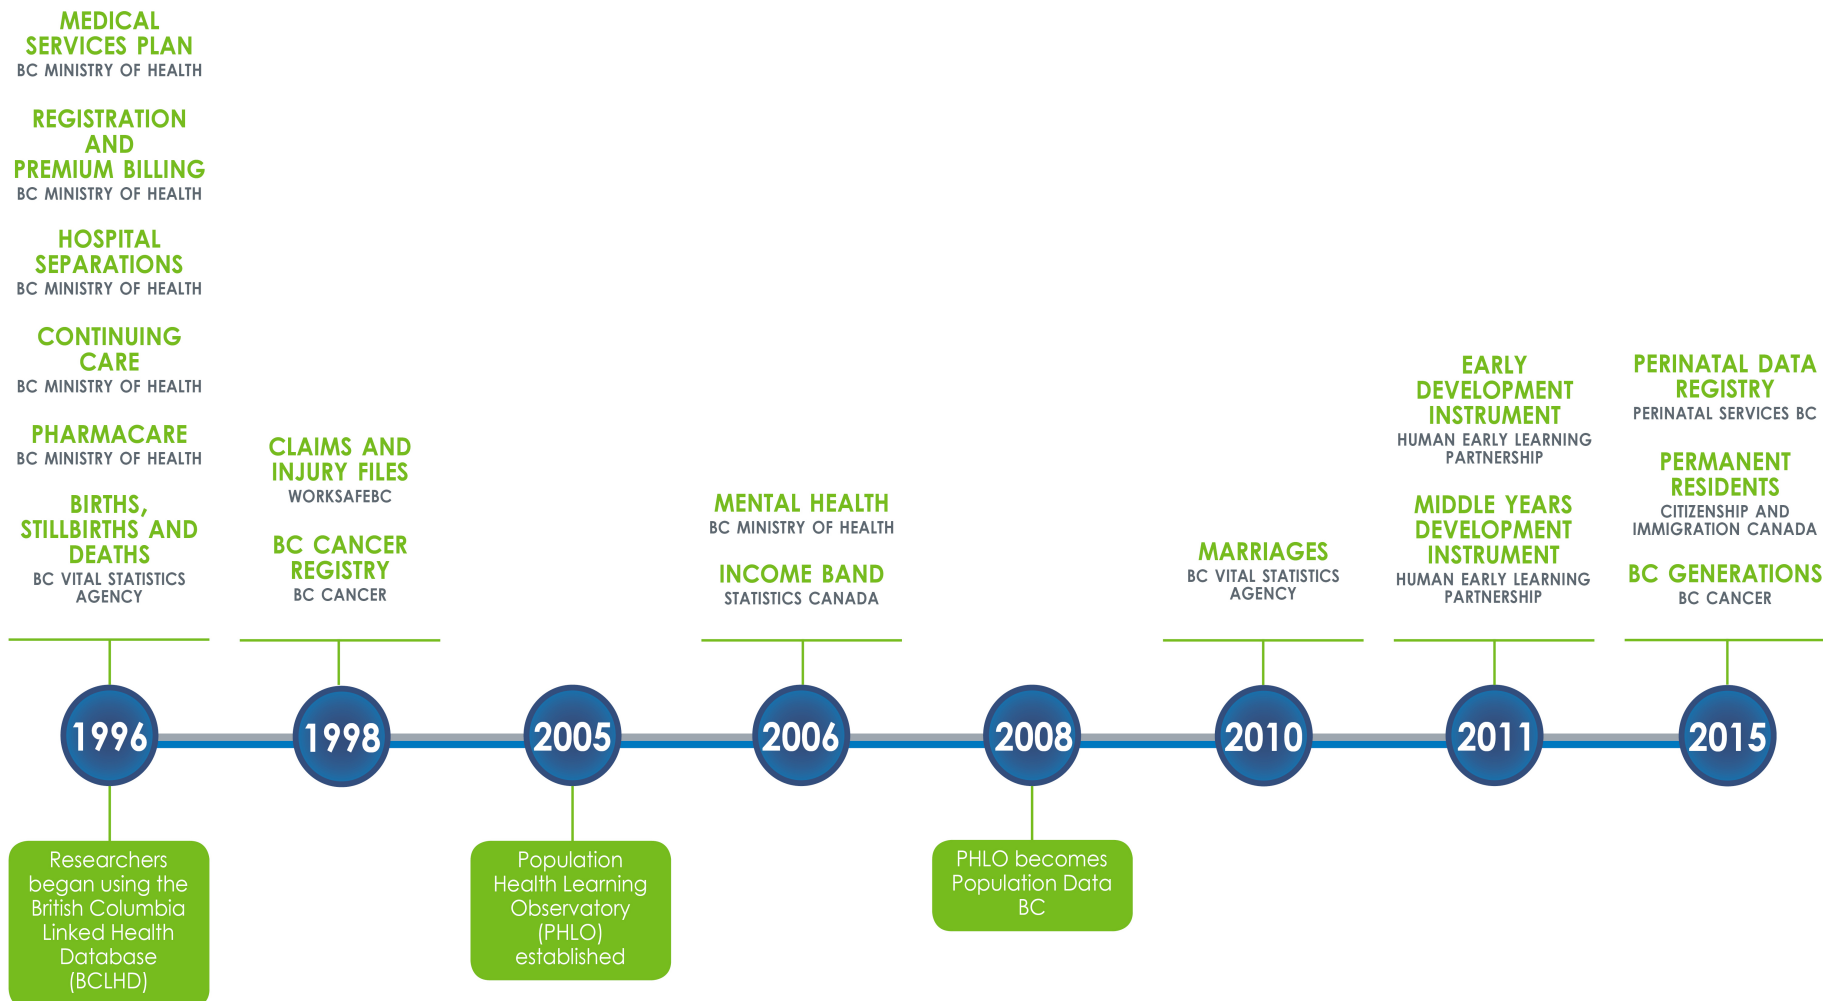 MEDICAL
SERVICES PLAN
BC MINISTRY OF HEALTH
REGISTRATION
AND
PREMIUM BILLING
BC MINISTRY OF HEALTH
HOSPITAL
SEPARATIONS
BC MINISTRY OF HEALTH
CONTINUING
CARE
BC MINISTRY OF HEALTH
PHARMACARE
BC MINISTRY OF HEALTH
BIRTHS,
STILLBIRTHS AND
DEATHS
BC VITAL STATISTICS
AGENCY
CLAIMS AND
INJURY FILES
WORKSAFEBC
BC CANCER
REGISTRY
BC CANCER
MENTAL HEALTH
BC MINISTRY OF HEALTH
INCOME BAND
STATISTICS CANADA
MARRIAGES
BC VITAL STATISTICS
AGENCY
EARLY
DEVELOPMENT
INSTRUMENT
HUMAN EARLY LEARNING
PARTNERSHIP
MIDDLE YEARS
DEVELOPMENT
INSTRUMENT
HUMAN EARLY LEARNING
PARTNERSHIP
PERINATAL DATA
REGISTRY
PERINATAL SERVICES BC
PERMANENT
RESIDENTS
CITIZENSHIP AND
IMMIGRATION CANADA
BC GENERATIONS
BC CANCER
1996
1998
2005
2006
2008
2010
2011
2015
Researchers
began using the
British Columbia
Linked Health
Database
(BCLHD)
Population
Health Learning
Observatory
(PHLO)
established
PHLO becomes
Population Data
BC